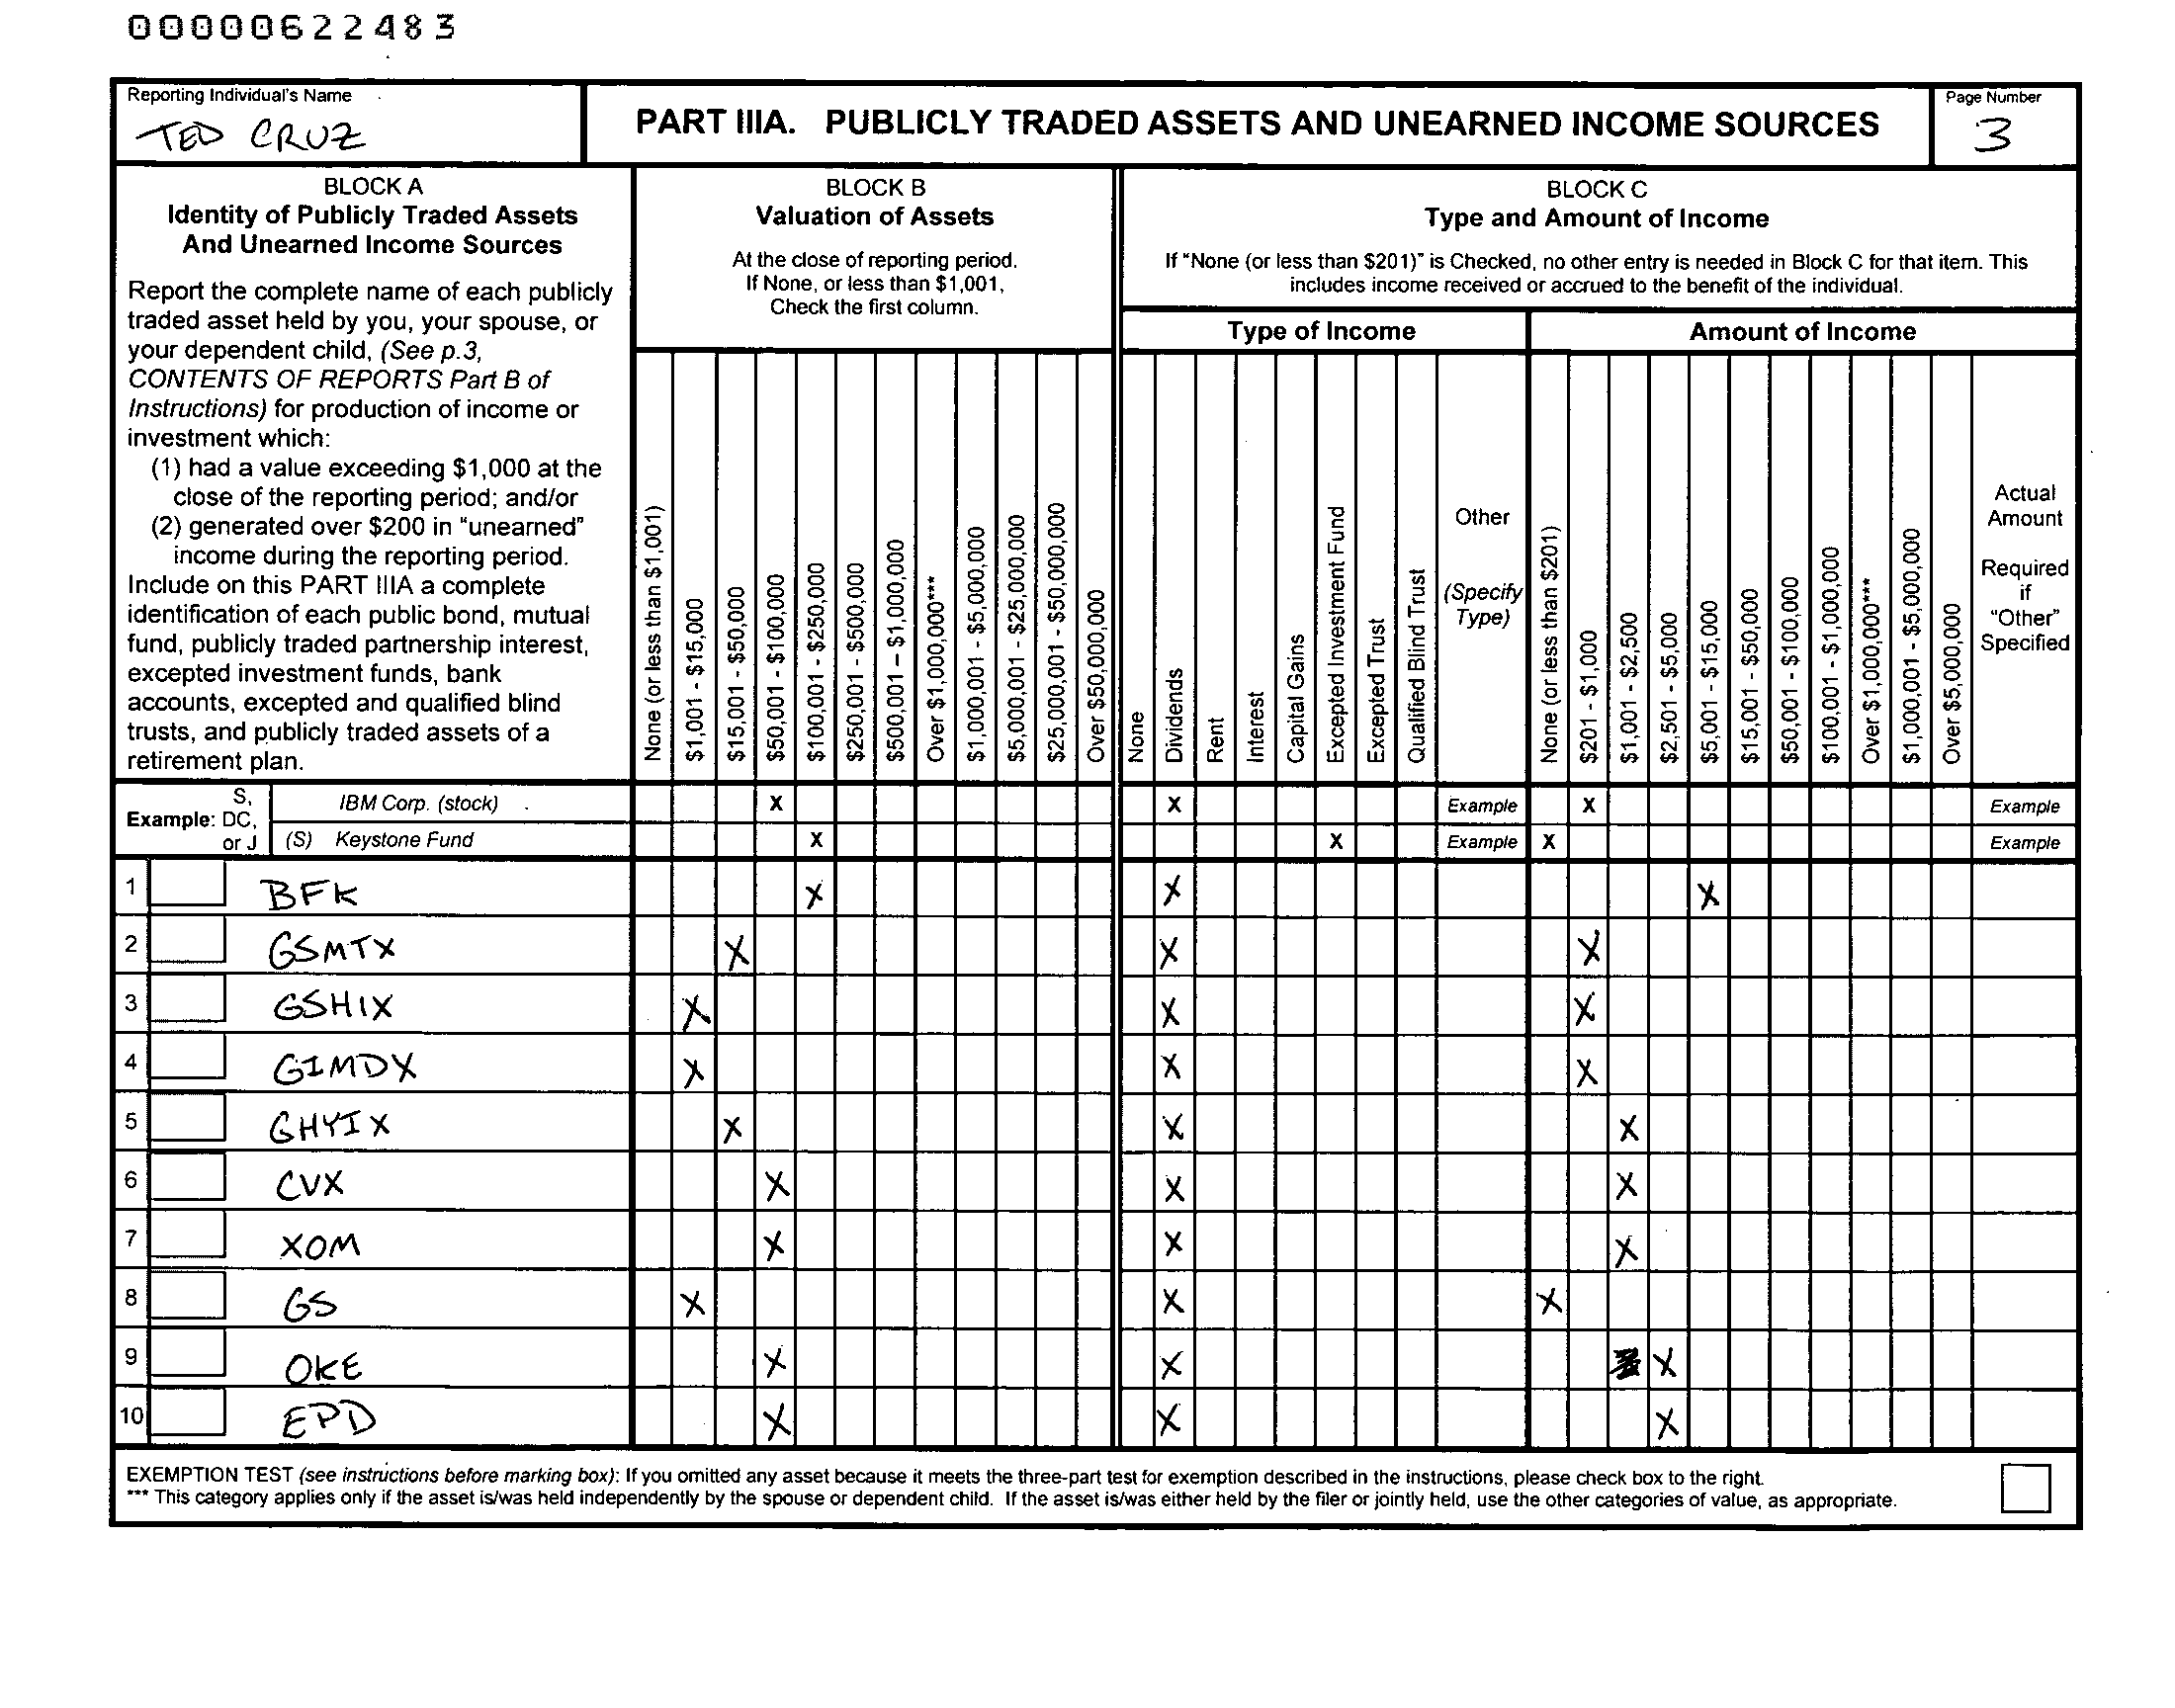 00000622483
Reporting Individual's Name
TED CRUZ
PART IIIA. PUBLICLY TRADED ASSETS AND UNEARNED INCOME SOURCES
Page Number
3
BLOCK A
Identity of Publicly Traded Assets
And Unearned Income Sources
Report the complete name of each publicly
traded asset held by you, your spouse, or
your dependent child, (See p.3,
CONTENTS OF REPORTS Part B of
Instructions) for production of income or
investment which:
(1) had a value exceeding $1,000 at the
close of the reporting period; and/or
(2) generated over $200 in "unearned"
income during the reporting period.
Include on this PART IIIA a complete
identification of each public bond, mutual
fund, publicly traded partnership interest,
excepted investment funds, bank
accounts, excepted and qualified blind
trusts, and publicly traded assets of a
retirement plan.
BLOCK B
Valuation of Assets
At the close of reporting period.
If None, or less than $1,001,
Check the first column.
None (or less than $1,001)
$1,001 - $15,000
$15,001 - $50,000
$50,001 - $100,000
$100,001 - $250,000
$250,001 - $500,000
$500,001 – $1,000,000
Over $1,000,000***
$1,000,001 - $5,000,000
$5,000,001 - $25,000,000
$25,000,001 - $50,000,000
Over $50,000,000
BLOCK C
Type and Amount of Income
If "None (or less than $201)" is Checked, no other entry is needed in Block C for that item. This
includes income received or accrued to the benefit of the individual.
Type of Income
None
Dividends
Rent
Interest
Capital Gains
Excepted Investment Fund
Excepted Trust
Qualified Blind Trust
Other
(Specify
Type)
Amount of Income
None (or less than $201)
$201 - $1,000
$1,001 - $2,500
$2,501 - $5,000
$5,001 - $15,000
$15,001 - $50,000
$50,001 - $100,000
$100,001 - $1,000,000
Over $1,000,000***
$1,000,001 - $5,000,000
Over $5,000,000
Actual
Amount
Required
if
"Other"
Specified
Example: S, DC, or J
IBM Corp. (stock) X X Example X Example
(S) Keystone Fund X X Example X Example
1 BFK X X X
2 GSMTX X X X
3 GSHIX X X X
4 GIMDX X X X
5 GHYIX X X X
6 CVX X X X
7 XOM X X X
8 GS X X X
9 OKE X X X
10 EPD X X X
EXEMPTION TEST (see instructions before marking box): If you omitted any asset because it meets the three-part test for exemption described in the instructions, please check box to the right.
*** This category applies only if the asset is/was held independently by the spouse or dependent child. If the asset is/was either held by the filer or jointly held, use the other categories of value, as appropriate.